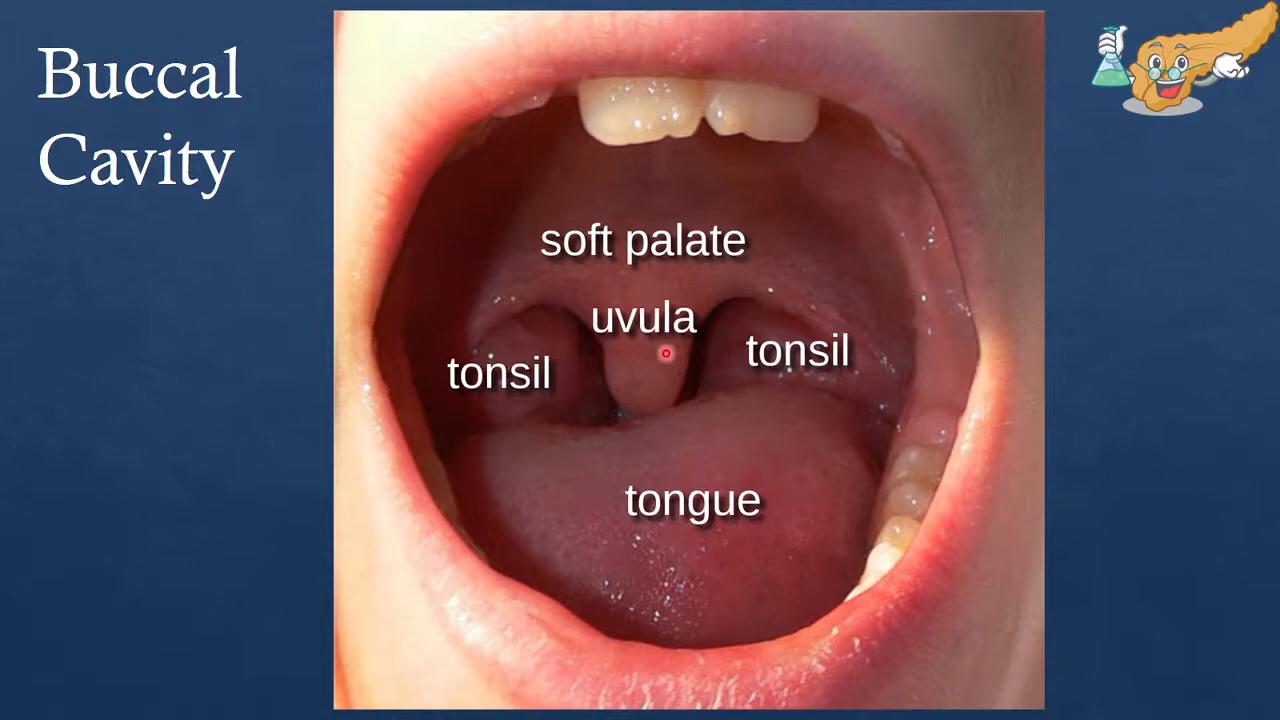 Buccal
Cavity
soft palate
uvula
tonsil
tonsil
tongue